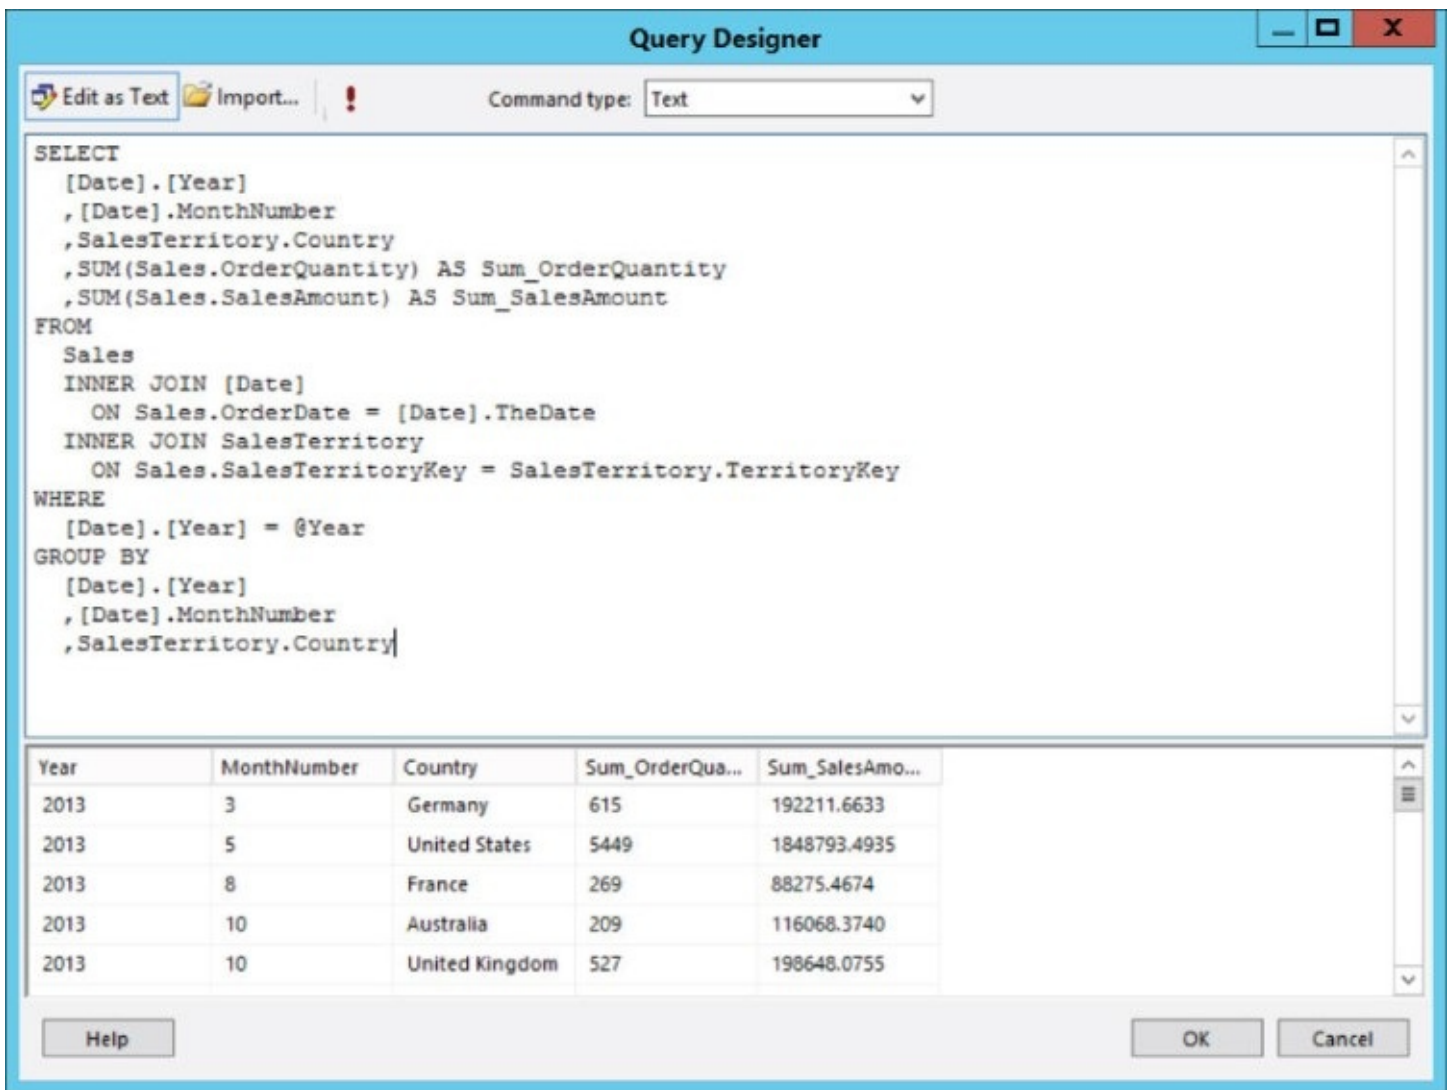 Query Designer
Edit as Text Import... ! Command type: Text
SELECT
[Date].[Year]
,[Date].MonthNumber
,SalesTerritory.Country
,SUM(Sales.OrderQuantity) AS Sum_OrderQuantity
,SUM(Sales.SalesAmount) AS Sum_SalesAmount
FROM
Sales
INNER JOIN [Date]
ON Sales.OrderDate = [Date].TheDate
INNER JOIN SalesTerritory
ON Sales.SalesTerritoryKey = SalesTerritory.TerritoryKey
WHERE
[Date].[Year] = @Year
GROUP BY
[Date].[Year]
,[Date].MonthNumber
,SalesTerritory.Country
Year MonthNumber Country Sum_OrderQua... Sum_SalesAmo...
2013 3 Germany 615 192211.6633
2013 5 United States 5449 1848793.4935
2013 8 France 269 88275.4674
2013 10 Australia 209 116068.3740
2013 10 United Kingdom 527 198648.0755
Help OK Cancel